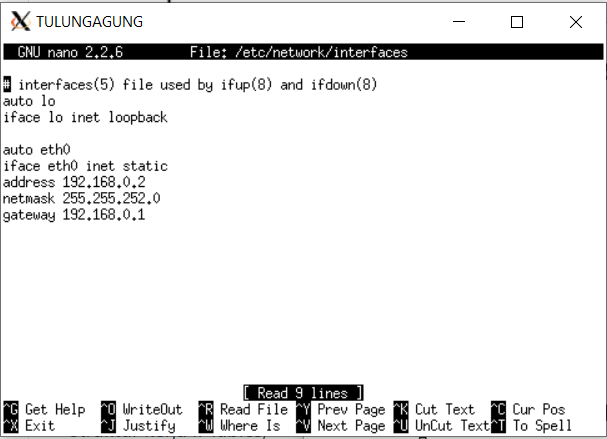 TULUNGAGUNG
GNU nano 2.2.6 File: /etc/network/interfaces
# interfaces(5) file used by ifup(8) and ifdown(8)
auto lo
iface lo inet loopback
auto eth0
iface eth0 inet static
address 192.168.0.2
netmask 255.255.252.0
gateway 192.168.0.1
[ Read 9 lines ]
^G Get Help ^O WriteOut ^R Read File ^Y Prev Page ^K Cut Text ^C Cur Pos
^X Exit ^J Justify ^W Where Is ^V Next Page ^U UnCut Text ^T To Spell